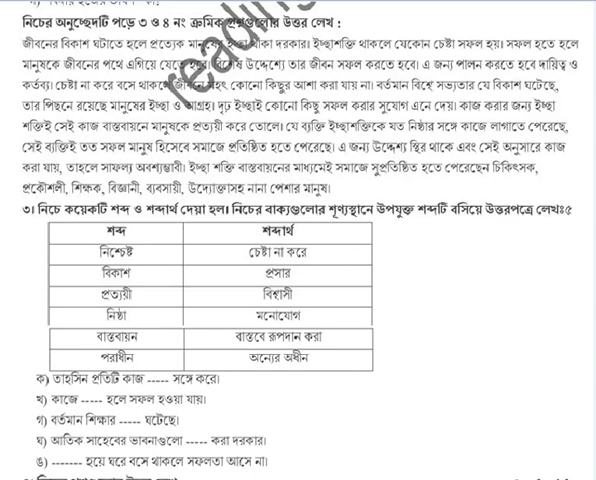 নিচের অনুচ্ছেদটি পড়ে ৩ ও ৪ নং ক্রমিক প্রশ্নগুলোর উত্তর লেখ :
জীবনের বিকাশ ঘটাতে হলে প্রত্যেক মানুষের ইচ্ছা থাকা দরকার। ইচ্ছাশক্তি থাকলে যেকোন চেষ্টা সফল হয়। সফল হতে হলে
মানুষকে জীবনের পথে এগিয়ে যেতে হবে। বিশেষ উদ্দেশ্যে তার জীবন সফল করতে হবে। এ জন্য পালন করতে হবে দায়িত্ব ও
কর্তব্য। চেষ্টা না করে বসে থাকলে জীবনে মহৎ কোনো কিছুর আশা করা যায় না। বর্তমান বিশ্বে সভ্যতার যে বিকাশ ঘটেছে,
তার পিছনে রয়েছে মানুষের ইচ্ছা ও আগ্রহ। দৃঢ় ইচ্ছাই কোনো কিছু সফল করার সুযোগ এনে দেয়। কাজ করার জন্য ইচ্ছা
শক্তিই সেই কাজ বাস্তবায়নে মানুষকে প্রত্যয়ী করে তোলে। যে ব্যক্তি ইচ্ছাশক্তিকে যত নিষ্ঠার সঙ্গে কাজে লাগাতে পেরেছে,
সেই ব্যক্তিই তত সফল মানুষ হিসেবে সমাজে প্রতিষ্ঠিত হতে পেরেছে। এ জন্য উদ্দেশ্য স্থির থাকে এবং সেই অনুসারে কাজ
করা যায়, তাহলে সাফল্য অবশ্যম্ভাবী। ইচ্ছা শক্তি বাস্তবায়নের মাধ্যমেই সমাজে সুপ্রতিষ্ঠিত হতে পেরেছেন চিকিৎসক,
প্রকৌশলী, শিক্ষক, বিজ্ঞানী, ব্যবসায়ী, উদ্যোক্তাসহ নানা পেশার মানুষ।
৩। নিচে কয়েকটি শব্দ ও শব্দার্থ দেয়া হল। নিচের বাক্যগুলোর শূণ্যস্থানে উপযুক্ত শব্দটি বসিয়ে উত্তরপত্রে লেখঃ৫
শব্দ শব্দার্থ
নিশ্চেষ্ট চেষ্টা না করে
বিকাশ প্রসার
প্রত্যয়ী বিশ্বাসী
নিষ্ঠা মনোযোগ
বাস্তবায়ন বাস্তবে রূপদান করা
পরাধীন অন্যের অধীন
ক) তাহসিন প্রতিটি কাজ ----- সঙ্গে করে।
খ) কাজে ----- হলে সফল হওয়া যায়।
গ) বর্তমান শিক্ষার ----- ঘটেছে।
ঘ) আতিক সাহেবের ভাবনাগুলো ----- করা দরকার।
ঙ) ------- হয়ে ঘরে বসে থাকলে সফলতা আসে না।
reading